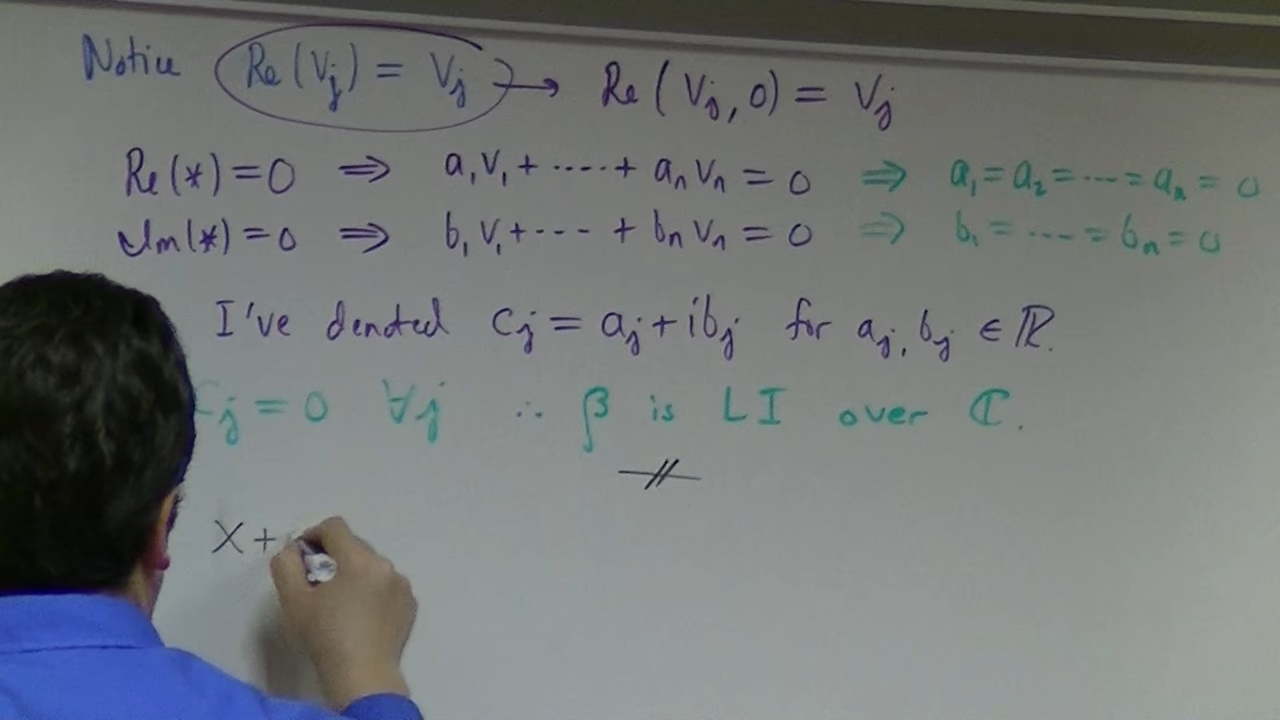 Notice Re(Vj) = Vj → Re(Vj, 0) = Vj
Re(*) = 0 ⇒ a₁v₁ + ····· + aₙvₙ = 0 ⇒ a₁ = a₂ = ··· = aₙ = 0
Im(*) = 0 ⇒ b₁v₁ + ···· + bₙvₙ = 0 ⇒ b₁ = ···· = bₙ = 0
I've denoted cj = aj + ibj for aj, bj ∈ ℝ.
cj = 0 ∀j ∴ β is LI over ℂ.
X +